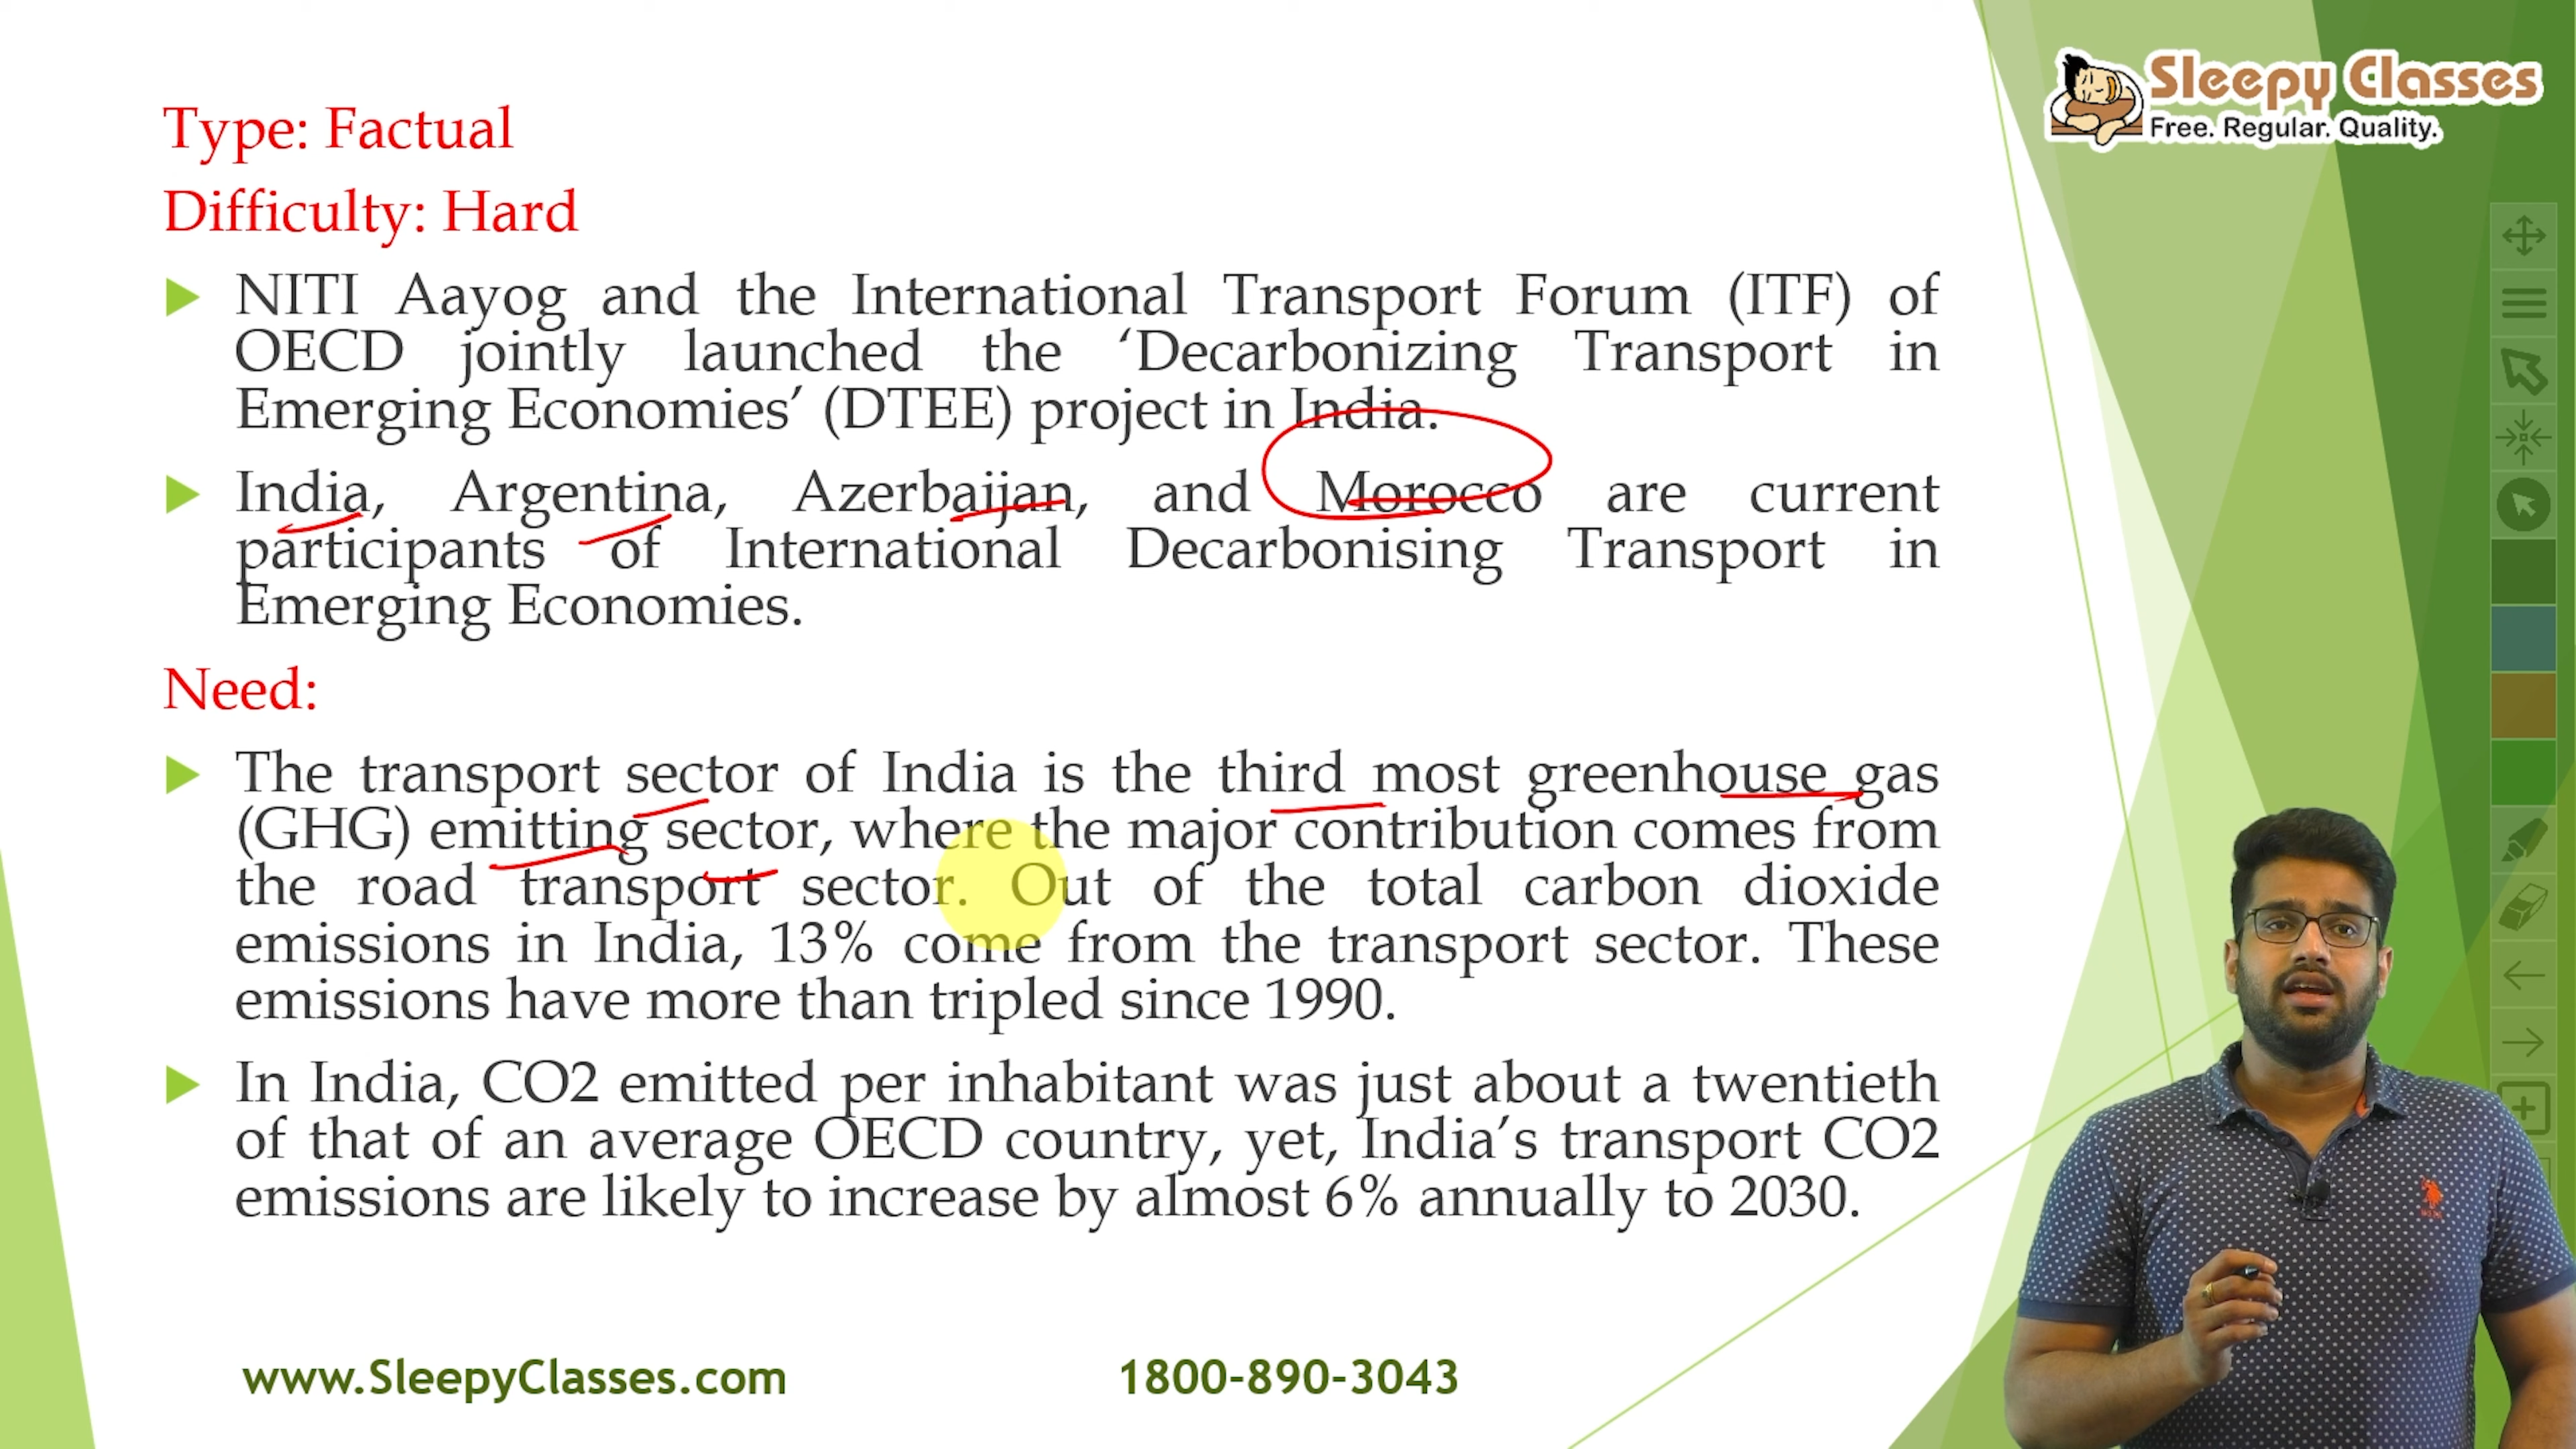 Sleepy Classes
Free. Regular. Quality.
Type: Factual
Difficulty: Hard
NITI Aayog and the International Transport Forum (ITF) of
OECD jointly launched the ‘Decarbonizing Transport in
Emerging Economies’ (DTEE) project in India.
India, Argentina, Azerbaijan, and Morocco are current
participants of International Decarbonising Transport in
Emerging Economies.
Need:
The transport sector of India is the third most greenhouse gas
(GHG) emitting sector, where the major contribution comes from
the road transport sector. Out of the total carbon dioxide
emissions in India, 13% come from the transport sector. These
emissions have more than tripled since 1990.
In India, CO2 emitted per inhabitant was just about a twentieth
of that of an average OECD country, yet, India’s transport CO2
emissions are likely to increase by almost 6% annually to 2030.
www.SleepyClasses.com 1800-890-3043